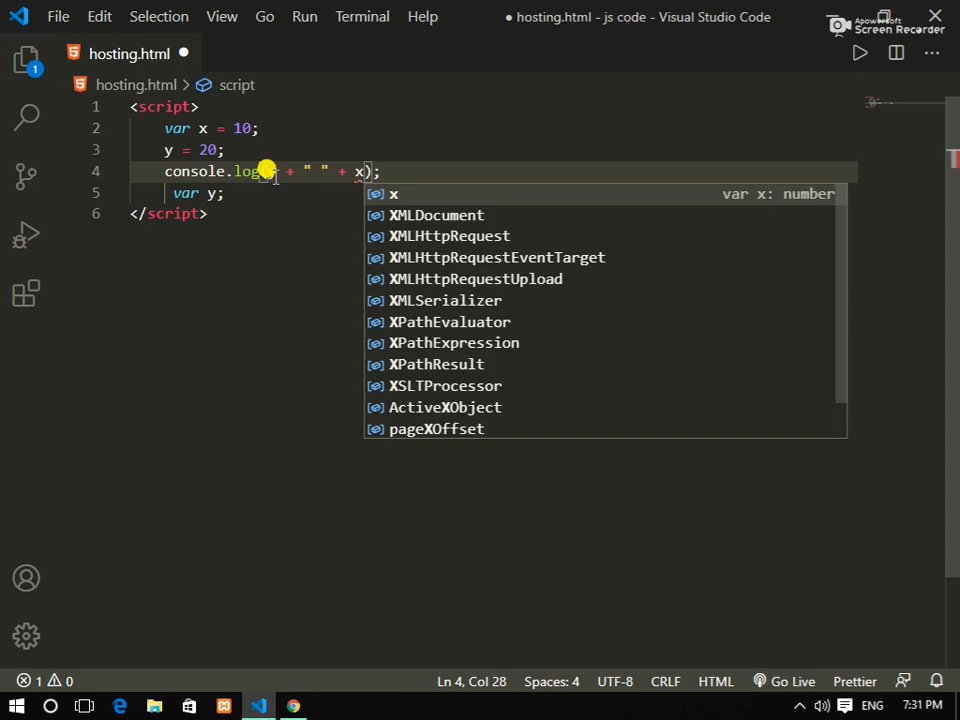 File Edit Selection View Go Run Terminal Help ● hosting.html - js code - Visual Studio Code
Apowersoft
Screen Recorder
hosting.html ●
hosting.html > script
1
1 <script>
2 var x = 10;
3 y = 20;
4 console.log( + " " + x);
5 var y;
6 </script>
x var x: number
XMLDocument
XMLHttpRequest
XMLHttpRequestEventTarget
XMLHttpRequestUpload
XMLSerializer
XPathEvaluator
XPathExpression
XPathResult
XSLTProcessor
ActiveXObject
pageXOffset
1 0 Ln 4, Col 28 Spaces: 4 UTF-8 CRLF HTML Go Live Prettier
ENG 7:31 PM